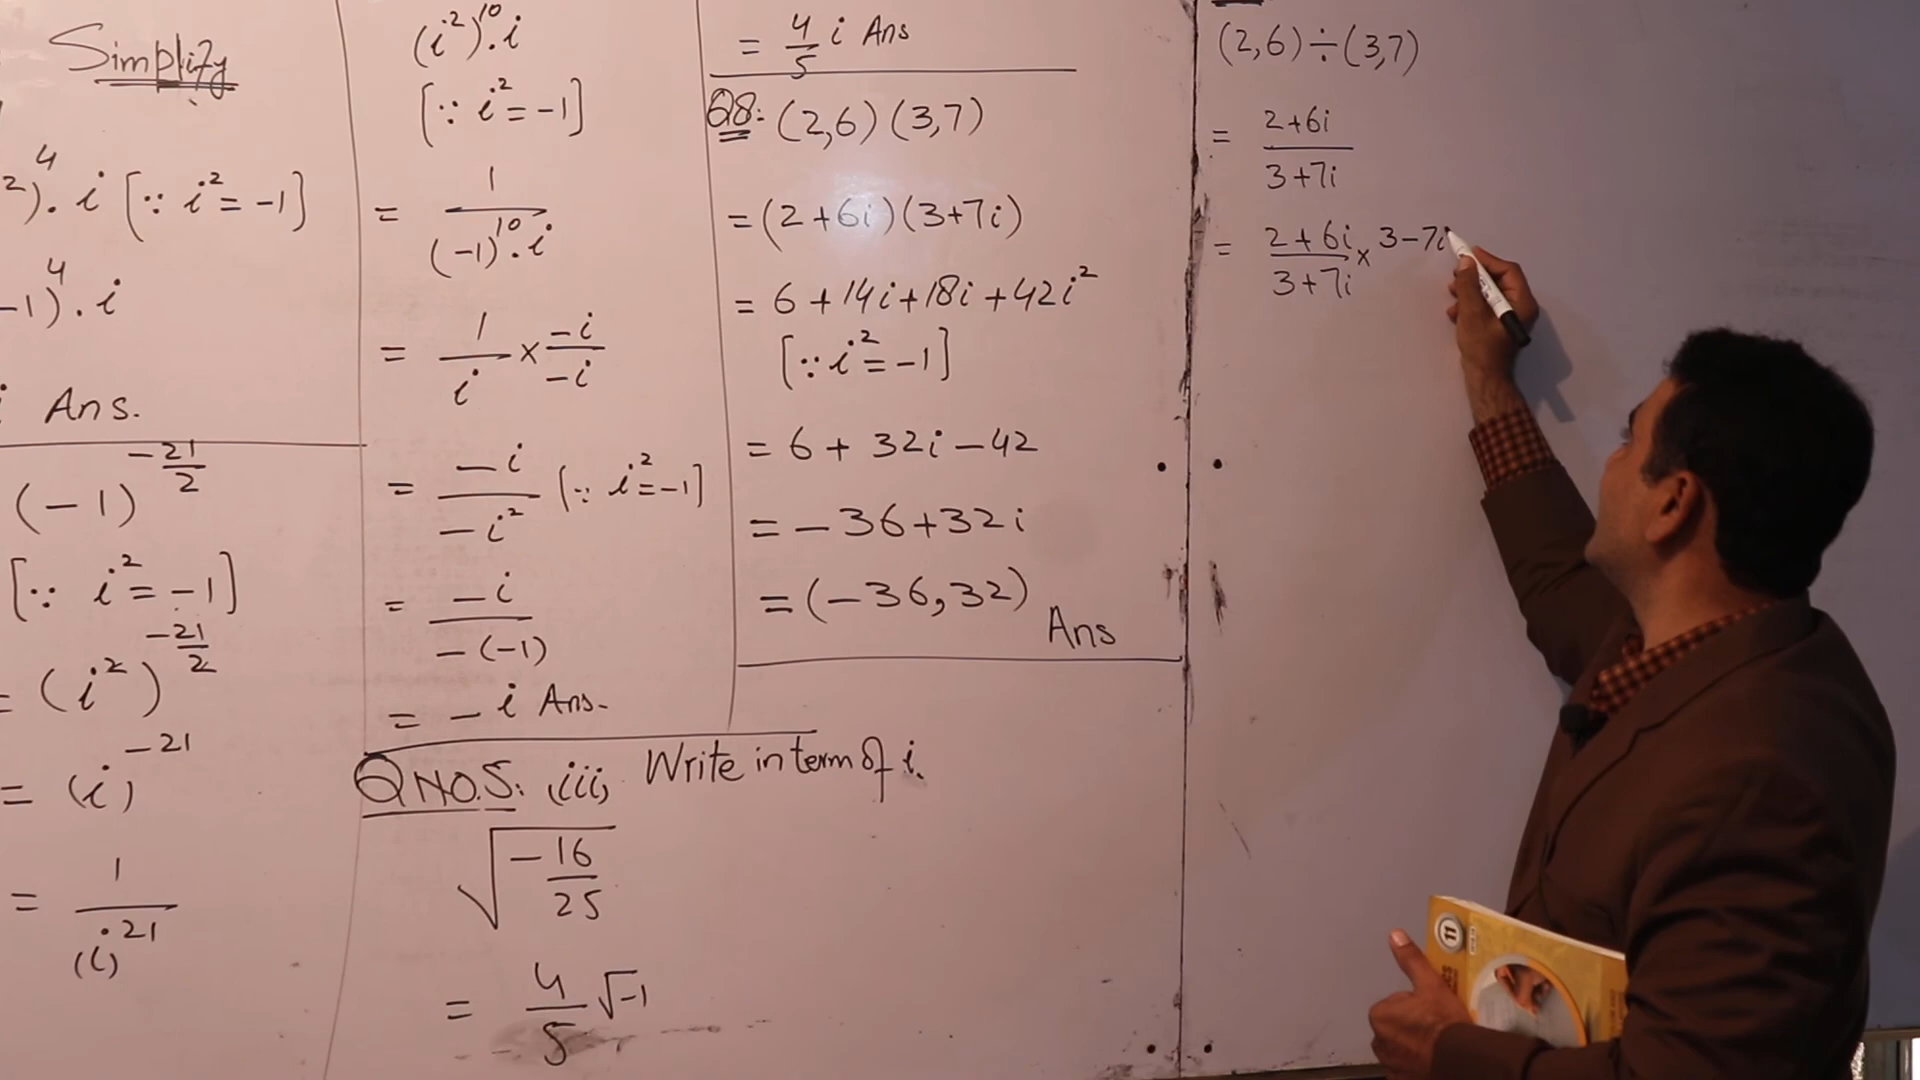 Simplify
²)⁴. i [∵ i² = -1]
-1)⁴. i
i Ans.
(-1)^{-21/2}
[∵ i² = -1]
= (i²)^{-21/2}
= (i)^{-21}
= 1/(i)^{21}
(i²)^{10}. i
[∵ i² = -1]
= 1/(-1)^{10}. i
= 1/i × -i/-i
= -i/-i² [∵ i² = -1]
= -i/-(-1)
= -i Ans.
Q NO.5: (iii) Write in term of i.
√(-16/25)
= 4/5 √-1
= 4/5 i Ans
Q8: (2,6) (3,7)
= (2+6i)(3+7i)
= 6+14i+18i+42i²
[∵ i² = -1]
= 6 + 32i - 42
= -36+32i
= (-36,32)
Ans
(2,6) ÷ (3,7)
= 2+6i/3+7i
= 2+6i/3+7i × 3-7i
11